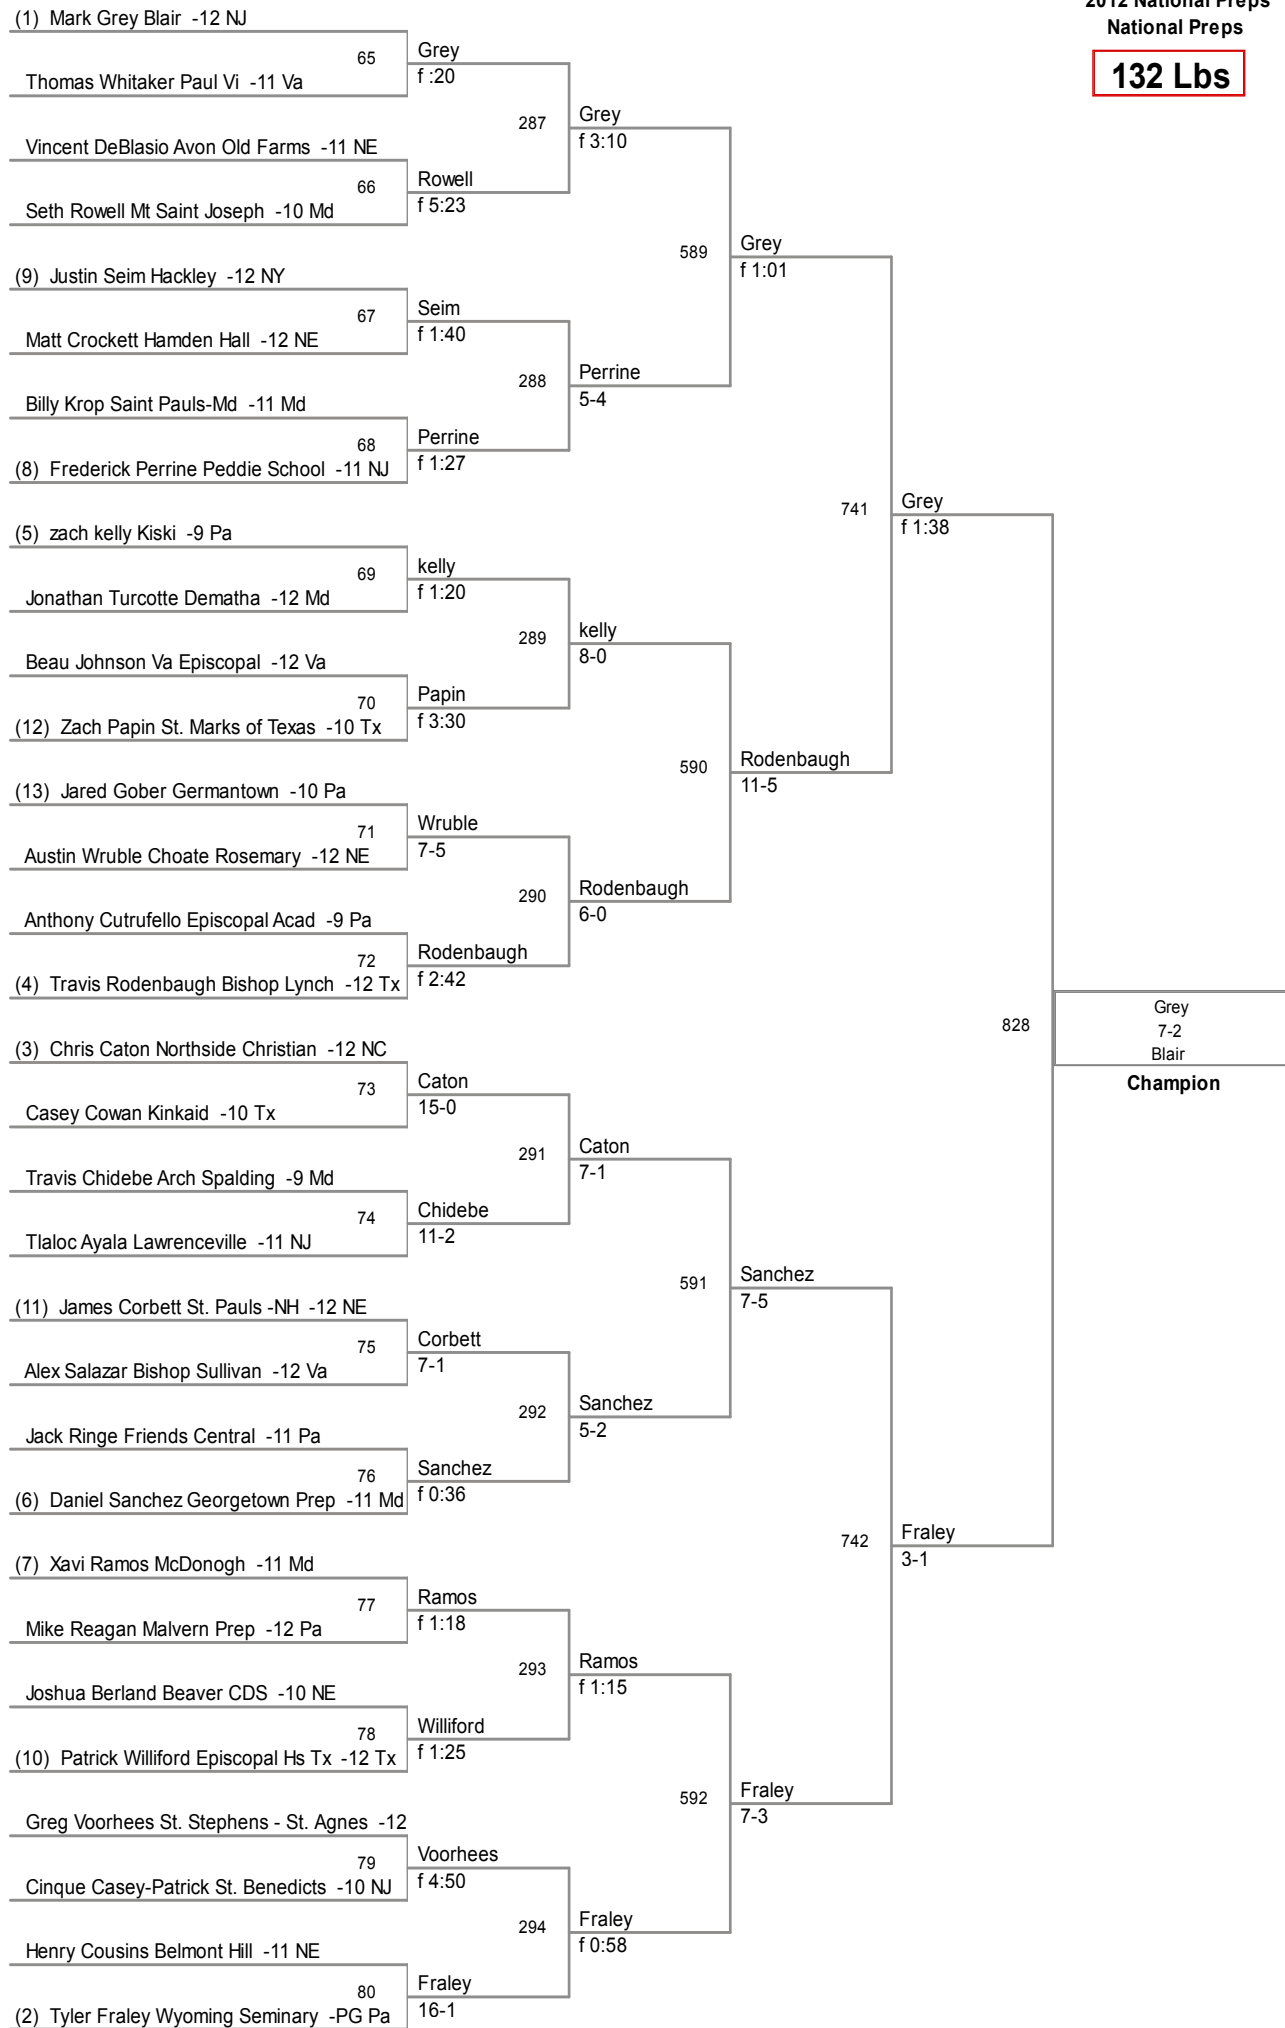 2012 National Preps
National Preps
132 Lbs
(1) Mark Grey Blair -12 NJ
65
Grey
f :20
Thomas Whitaker Paul Vi -11 Va
287
Grey
f 3:10
Vincent DeBlasio Avon Old Farms -11 NE
66
Rowell
f 5:23
Seth Rowell Mt Saint Joseph -10 Md
589
Grey
f 1:01
(9) Justin Seim Hackley -12 NY
67
Seim
f 1:40
Matt Crockett Hamden Hall -12 NE
288
Perrine
5-4
Billy Krop Saint Pauls-Md -11 Md
68
Perrine
f 1:27
(8) Frederick Perrine Peddie School -11 NJ
741
Grey
f 1:38
(5) zach kelly Kiski -9 Pa
69
kelly
f 1:20
Jonathan Turcotte Dematha -12 Md
289
kelly
8-0
Beau Johnson Va Episcopal -12 Va
70
Papin
f 3:30
(12) Zach Papin St. Marks of Texas -10 Tx
590
Rodenbaugh
11-5
(13) Jared Gober Germantown -10 Pa
71
Wruble
7-5
Austin Wruble Choate Rosemary -12 NE
290
Rodenbaugh
6-0
Anthony Cutrufello Episcopal Acad -9 Pa
72
Rodenbaugh
f 2:42
(4) Travis Rodenbaugh Bishop Lynch -12 Tx
828
Grey
7-2
Blair
Champion
(3) Chris Caton Northside Christian -12 NC
73
Caton
15-0
Casey Cowan Kinkaid -10 Tx
291
Caton
7-1
Travis Chidebe Arch Spalding -9 Md
74
Chidebe
11-2
Tlaloc Ayala Lawrenceville -11 NJ
591
Sanchez
7-5
(11) James Corbett St. Pauls -NH -12 NE
75
Corbett
7-1
Alex Salazar Bishop Sullivan -12 Va
292
Sanchez
5-2
Jack Ringe Friends Central -11 Pa
76
Sanchez
f 0:36
(6) Daniel Sanchez Georgetown Prep -11 Md
742
Fraley
3-1
(7) Xavi Ramos McDonogh -11 Md
77
Ramos
f 1:18
Mike Reagan Malvern Prep -12 Pa
293
Ramos
f 1:15
Joshua Berland Beaver CDS -10 NE
78
Williford
f 1:25
(10) Patrick Williford Episcopal Hs Tx -12 Tx
592
Fraley
7-3
Greg Voorhees St. Stephens - St. Agnes -12
79
Voorhees
f 4:50
Cinque Casey-Patrick St. Benedicts -10 NJ
294
Fraley
f 0:58
Henry Cousins Belmont Hill -11 NE
80
Fraley
16-1
(2) Tyler Fraley Wyoming Seminary -PG Pa